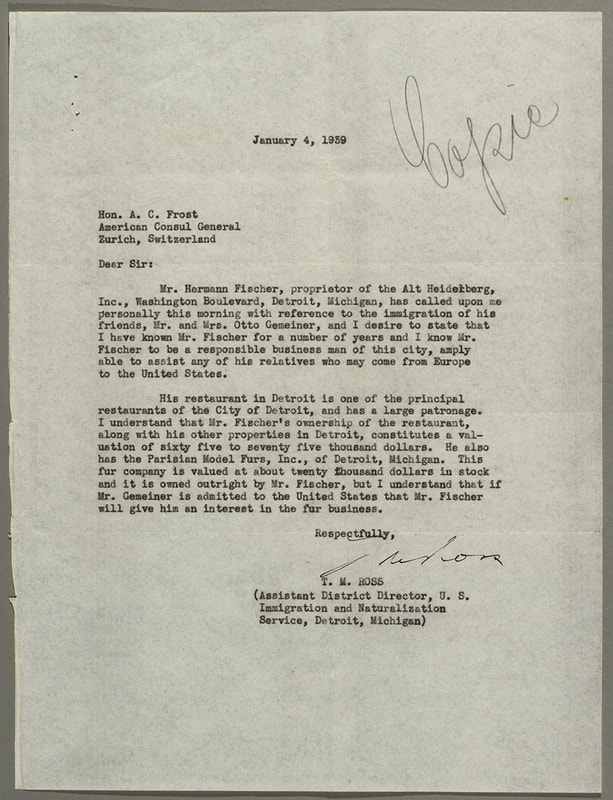 Copie
January 4, 1939
Hon. A. C. Frost
American Consul General
Zurich, Switzerland
Dear Sir:
Mr. Hermann Fischer, proprietor of the Alt Heidelberg,
Inc., Washington Boulevard, Detroit, Michigan, has called upon me
personally this morning with reference to the immigration of his
friends, Mr. and Mrs. Otto Gemeiner, and I desire to state that
I have known Mr. Fischer for a number of years and I know Mr.
Fischer to be a responsible business man of this city, amply
able to assist any of his relatives who may come from Europe
to the United States.
His restaurant in Detroit is one of the principal
restaurants of the City of Detroit, and has a large patronage.
I understand that Mr. Fischer's ownership of the restaurant,
along with his other properties in Detroit, constitutes a val-
uation of sixty five to seventy five thousand dollars. He also
has the Parisian Model Furs, Inc., of Detroit, Michigan. This
fur company is valued at about twenty thousand dollars in stock
and it is owned outright by Mr. Fischer, but I understand that if
Mr. Gemeiner is admitted to the United States that Mr. Fischer
will give him an interest in the fur business.
Respectfully,
T M Ross
T. M. ROSS
(Assistant District Director, U. S.
Immigration and Naturalization
Service, Detroit, Michigan)